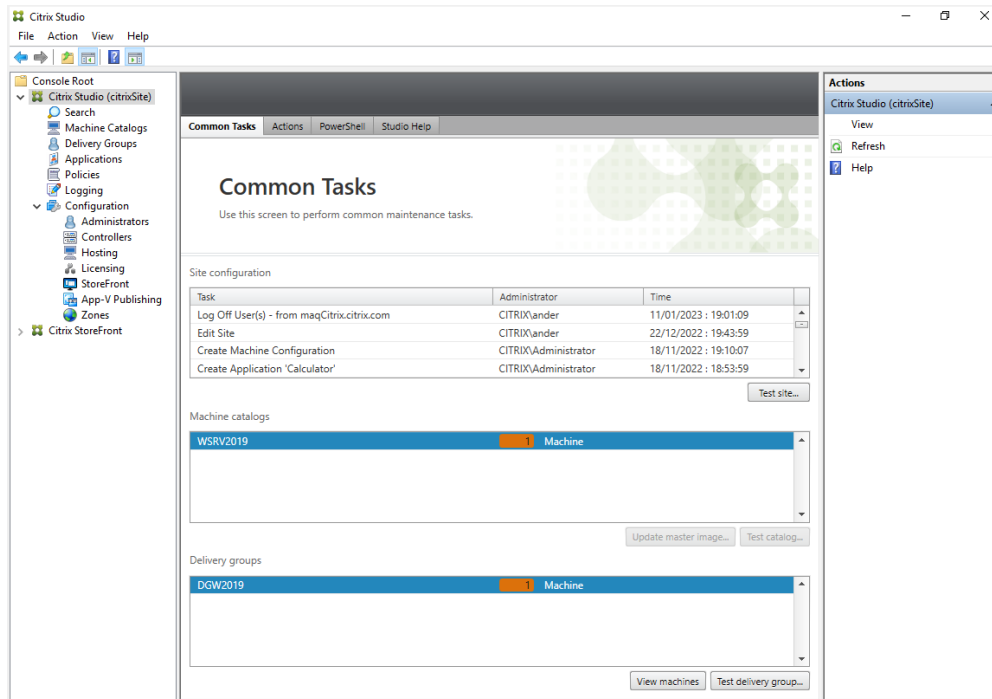 Citrix Studio
File Action View Help
Console Root
Citrix Studio (citrixSite)
Search
Machine Catalogs
Delivery Groups
Applications
Policies
Logging
Configuration
Administrators
Controllers
Hosting
Licensing
StoreFront
App-V Publishing
Zones
Citrix StoreFront
Common Tasks Actions PowerShell Studio Help
Common Tasks
Use this screen to perform common maintenance tasks.
Site configuration
Task Administrator Time
Log Off User(s) - from maqCitrix.citrix.com CITRIX\ander 11/01/2023 : 19:01:09
Edit Site CITRIX\ander 22/12/2022 : 19:43:59
Create Machine Configuration CITRIX\Administrator 18/11/2022 : 19:10:07
Create Application 'Calculator' CITRIX\Administrator 18/11/2022 : 18:53:59
Test site...
Machine catalogs
WSRV2019 1 Machine
Update master image... Test catalog...
Delivery groups
DGW2019 1 Machine
View machines Test delivery group...
Actions
Citrix Studio (citrixSite)
View
Refresh
Help